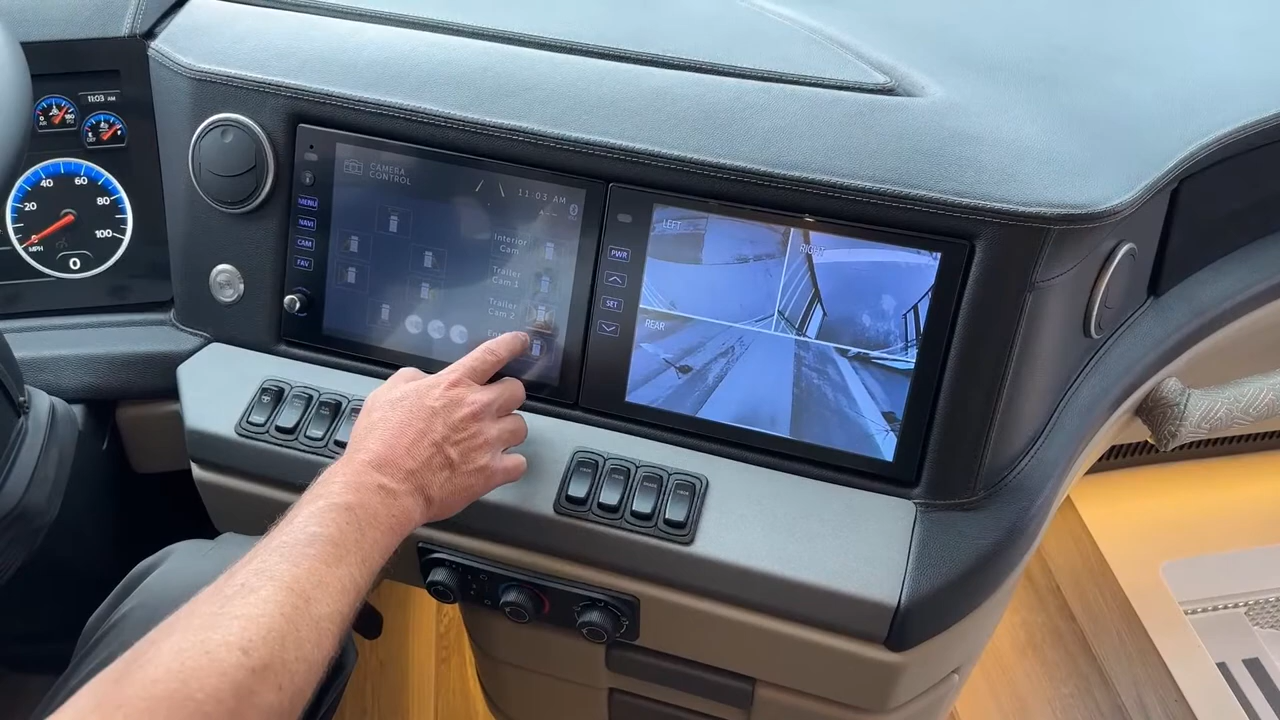 11:03 AM
20
40
60
80
100
MPH
0
MENU
NAVI
CAM
FAV
CAMERA
CONTROL
11:03 AM
Interior
Cam
Trailer
Cam 1
Trailer
Cam 2
PWR
SET
LEFT
RIGHT
REAR